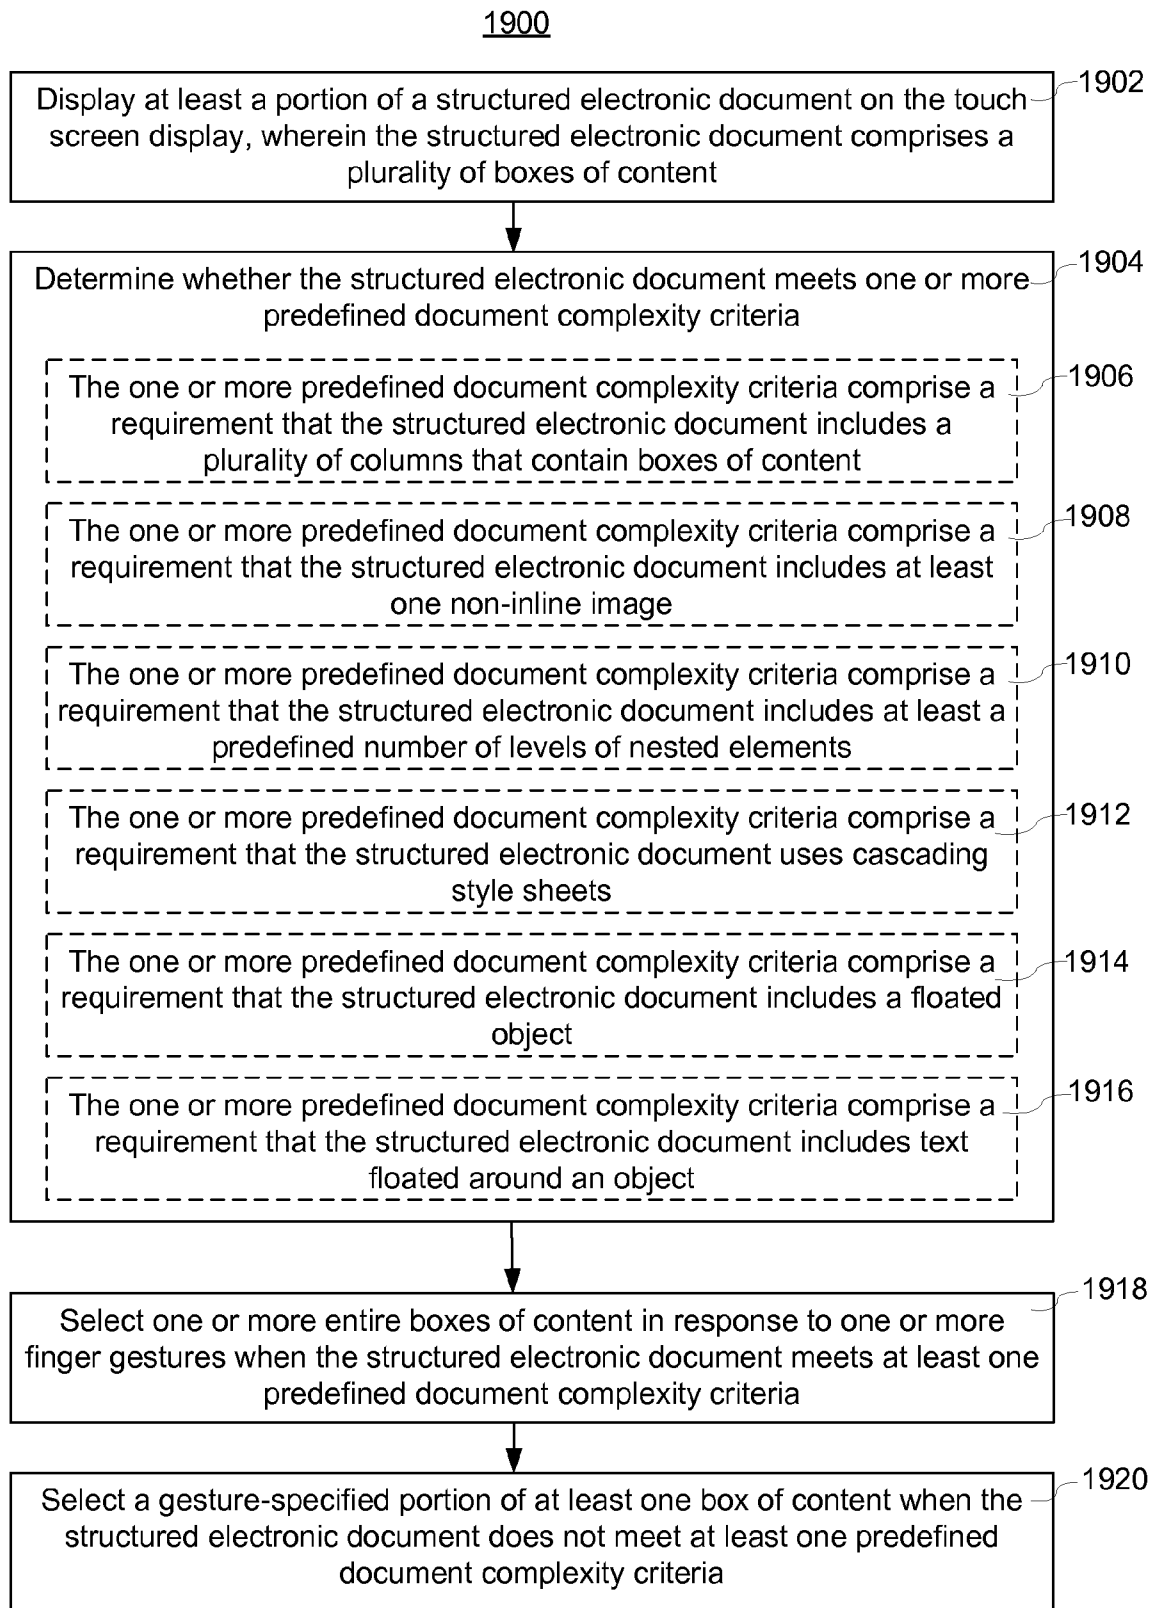 1900
Display at least a portion of a structured electronic document on the touch
1902
screen display, wherein the structured electronic document comprises a
plurality of boxes of content
Determine whether the structured electronic document meets one or more
1904
predefined document complexity criteria
The one or more predefined document complexity criteria comprise a
1906
requirement that the structured electronic document includes a
plurality of columns that contain boxes of content
The one or more predefined document complexity criteria comprise a
1908
requirement that the structured electronic document includes at least
one non-inline image
The one or more predefined document complexity criteria comprise a
1910
requirement that the structured electronic document includes at least a
predefined number of levels of nested elements
The one or more predefined document complexity criteria comprise a
1912
requirement that the structured electronic document uses cascading
style sheets
The one or more predefined document complexity criteria comprise a
1914
requirement that the structured electronic document includes a floated
object
The one or more predefined document complexity criteria comprise a
1916
requirement that the structured electronic document includes text
floated around an object
Select one or more entire boxes of content in response to one or more
1918
finger gestures when the structured electronic document meets at least one
predefined document complexity criteria
Select a gesture-specified portion of at least one box of content when the
1920
structured electronic document does not meet at least one predefined
document complexity criteria